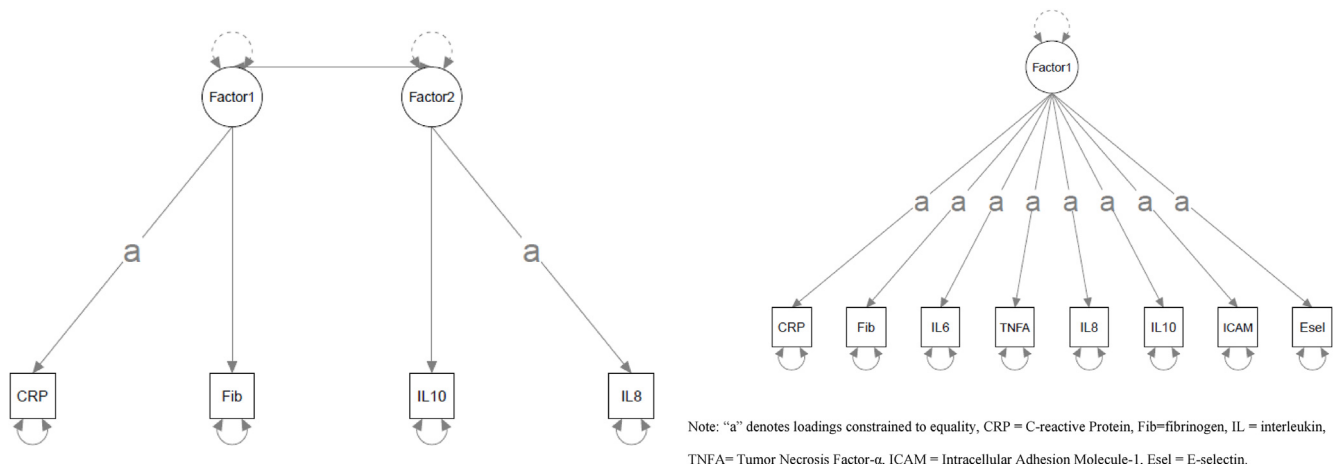 Factor1
Factor2
a
a
CRP
Fib
IL10
IL8
Factor1
a a a a a a a a
CRP
Fib
IL6
TNFA
IL8
IL10
ICAM
Esel
Note: “a” denotes loadings constrained to equality, CRP = C-reactive Protein, Fib=fibrinogen, IL = interleukin,
TNFA= Tumor Necrosis Factor-α, ICAM = Intracellular Adhesion Molecule-1, Esel = E-selectin.